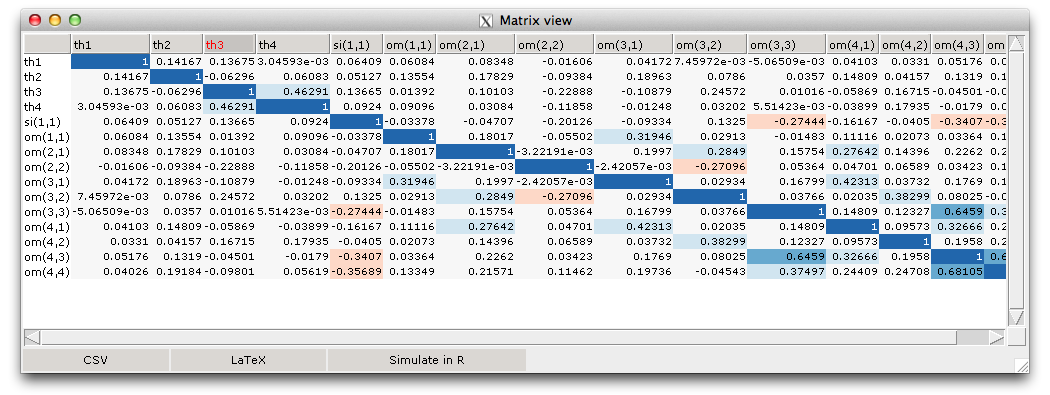 Matrix view
th1 th2 th3 th4 si(1,1) om(1,1) om(2,1) om(2,2) om(3,1) om(3,2) om(3,3) om(4,1) om(4,2) om(4,3) om
th1 1 0.14167 0.13675 3.04593e-03 0.06409 0.06084 0.08348 -0.01606 0.04172 7.45972e-03 -5.06509e-03 0.04103 0.0331 0.05176 0.0
th2 0.14167 1 -0.06296 0.06083 0.05127 0.13554 0.17829 -0.09384 0.18963 0.0786 0.0357 0.14809 0.04157 0.1319 0.1
th3 0.13675 -0.06296 1 0.46291 0.13665 0.01392 0.10103 -0.22888 -0.10879 0.24572 0.01016 -0.05869 0.16715 -0.04501 -0.0
th4 3.04593e-03 0.06083 0.46291 1 0.0924 0.09096 0.03084 -0.11858 -0.01248 0.03202 5.51423e-03 -0.03899 0.17935 -0.0179 0.0
si(1,1) 0.06409 0.05127 0.13665 0.0924 1 -0.03378 -0.04707 -0.20126 -0.09334 0.1325 -0.27444 -0.16167 -0.0405 -0.3407 -0.3
om(1,1) 0.06084 0.13554 0.01392 0.09096 -0.03378 1 0.18017 -0.05502 0.31946 0.02913 -0.01483 0.11116 0.02073 0.03364 0.1
om(2,1) 0.08348 0.17829 0.10103 0.03084 -0.04707 0.18017 1 -3.22191e-03 0.1997 0.2849 0.15754 0.27642 0.14396 0.2262 0.2
om(2,2) -0.01606 -0.09384 -0.22888 -0.11858 -0.20126 -0.05502 -3.22191e-03 1 -2.42057e-03 -0.27096 0.05364 0.04701 0.06589 0.03423 0.1
om(3,1) 0.04172 0.18963 -0.10879 -0.01248 -0.09334 0.31946 0.1997 -2.42057e-03 1 0.02934 0.16799 0.42313 0.03732 0.1769 0.1
om(3,2) 7.45972e-03 0.0786 0.24572 0.03202 0.1325 0.02913 0.2849 -0.27096 0.02934 1 0.03766 0.02035 0.38299 0.08025 -0.0
om(3,3) -5.06509e-03 0.0357 0.01016 5.51423e-03 -0.27444 -0.01483 0.15754 0.05364 0.16799 0.03766 1 0.14809 0.12327 0.6459 0.3
om(4,1) 0.04103 0.14809 -0.05869 -0.03899 -0.16167 0.11116 0.27642 0.04701 0.42313 0.02035 0.14809 1 0.09573 0.32666 0.2
om(4,2) 0.0331 0.04157 0.16715 0.17935 -0.0405 0.02073 0.14396 0.06589 0.03732 0.38299 0.12327 0.09573 1 0.1958 0.2
om(4,3) 0.05176 0.1319 -0.04501 -0.0179 -0.3407 0.03364 0.2262 0.03423 0.1769 0.08025 0.6459 0.32666 0.1958 1 0.6
om(4,4) 0.04026 0.19184 -0.09801 0.05619 -0.35689 0.13349 0.21571 0.11462 0.19736 -0.04543 0.37497 0.24409 0.24708 0.68105
CSV LaTeX Simulate in R